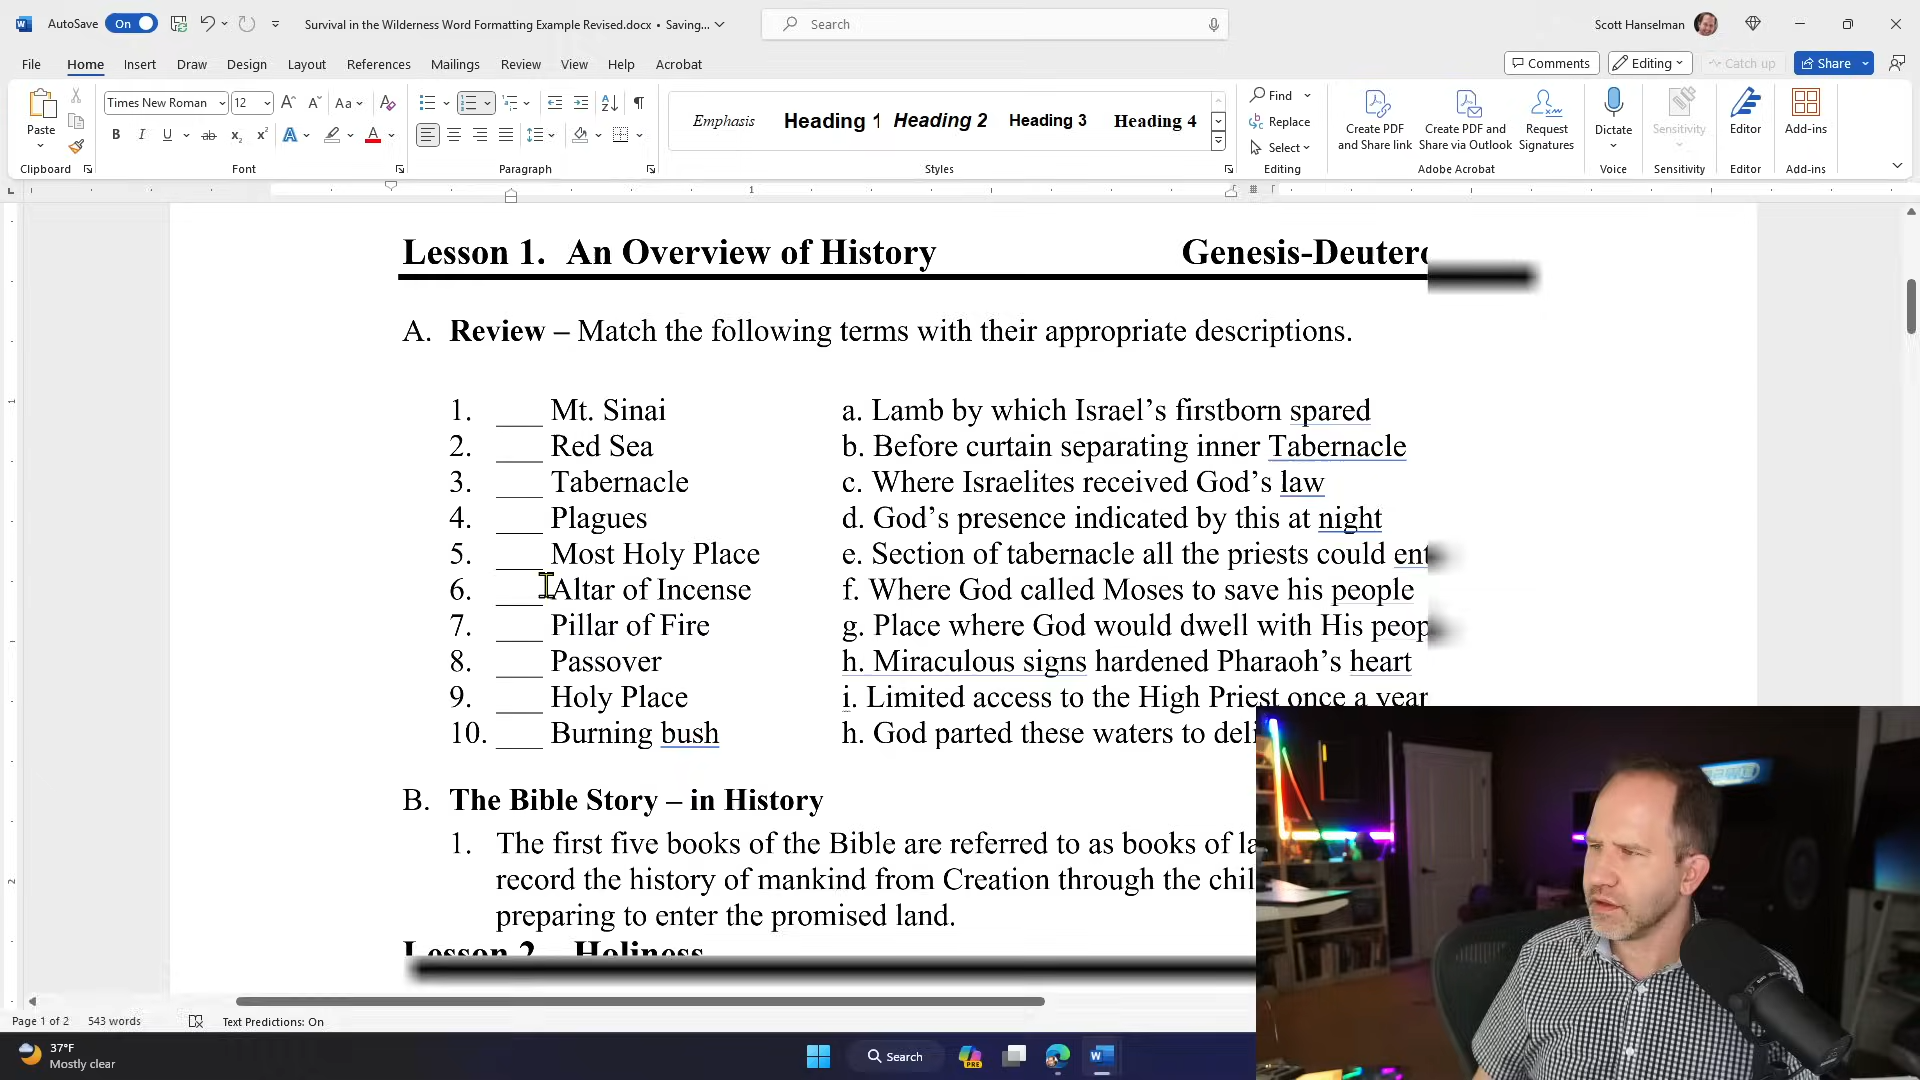 AutoSave On Survival in the Wilderness Word Formatting Example Revised.docx • Saving... Search Scott Hanselman
File Home Insert Draw Design Layout References Mailings Review View Help Acrobat Comments Editing Catch up Share
Paste Times New Roman 12 Aa Emphasis Heading 1 Heading 2 Heading 3 Heading 4 Find Replace Select
Create PDF and Share link Create PDF and Share via Outlook Request Signatures Dictate Sensitivity Editor Add-ins
Clipboard Font Paragraph Styles Editing Adobe Acrobat Voice Sensitivity Editor Add-ins
Lesson 1. An Overview of History Genesis-Deutero
A. Review – Match the following terms with their appropriate descriptions.
1. ___ Mt. Sinai a. Lamb by which Israel’s firstborn spared
2. ___ Red Sea b. Before curtain separating inner Tabernacle
3. ___ Tabernacle c. Where Israelites received God’s law
4. ___ Plagues d. God’s presence indicated by this at night
5. ___ Most Holy Place e. Section of tabernacle all the priests could ent
6. ___ Altar of Incense f. Where God called Moses to save his people
7. ___ Pillar of Fire g. Place where God would dwell with His peop
8. ___ Passover h. Miraculous signs hardened Pharaoh’s heart
9. ___ Holy Place i. Limited access to the High Priest once a year
10. ___ Burning bush h. God parted these waters to deli
B. The Bible Story – in History
1. The first five books of the Bible are referred to as books of la
record the history of mankind from Creation through the chil
preparing to enter the promised land.
Lesson 2 Holiness
Page 1 of 2 543 words Text Predictions: On
37°F
Mostly clear
Search
PRE